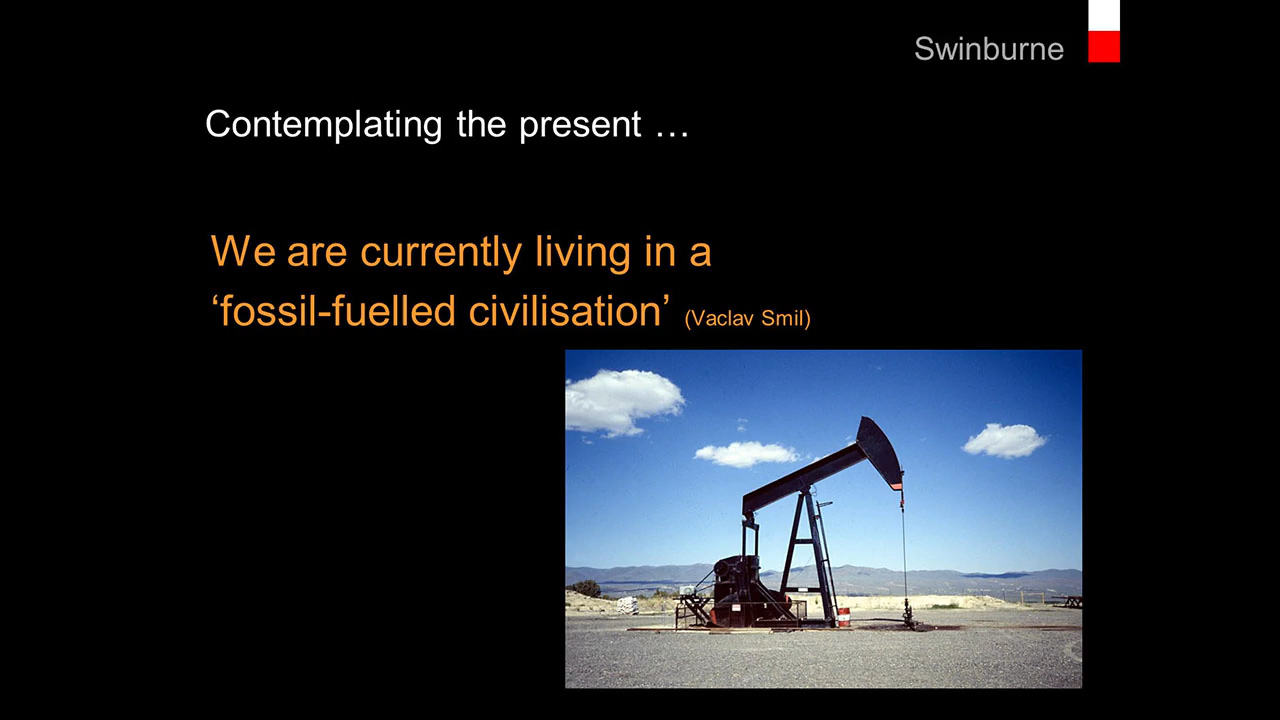 Swinburne
Contemplating the present …
We are currently living in a
‘fossil-fuelled civilisation’ (Vaclav Smil)